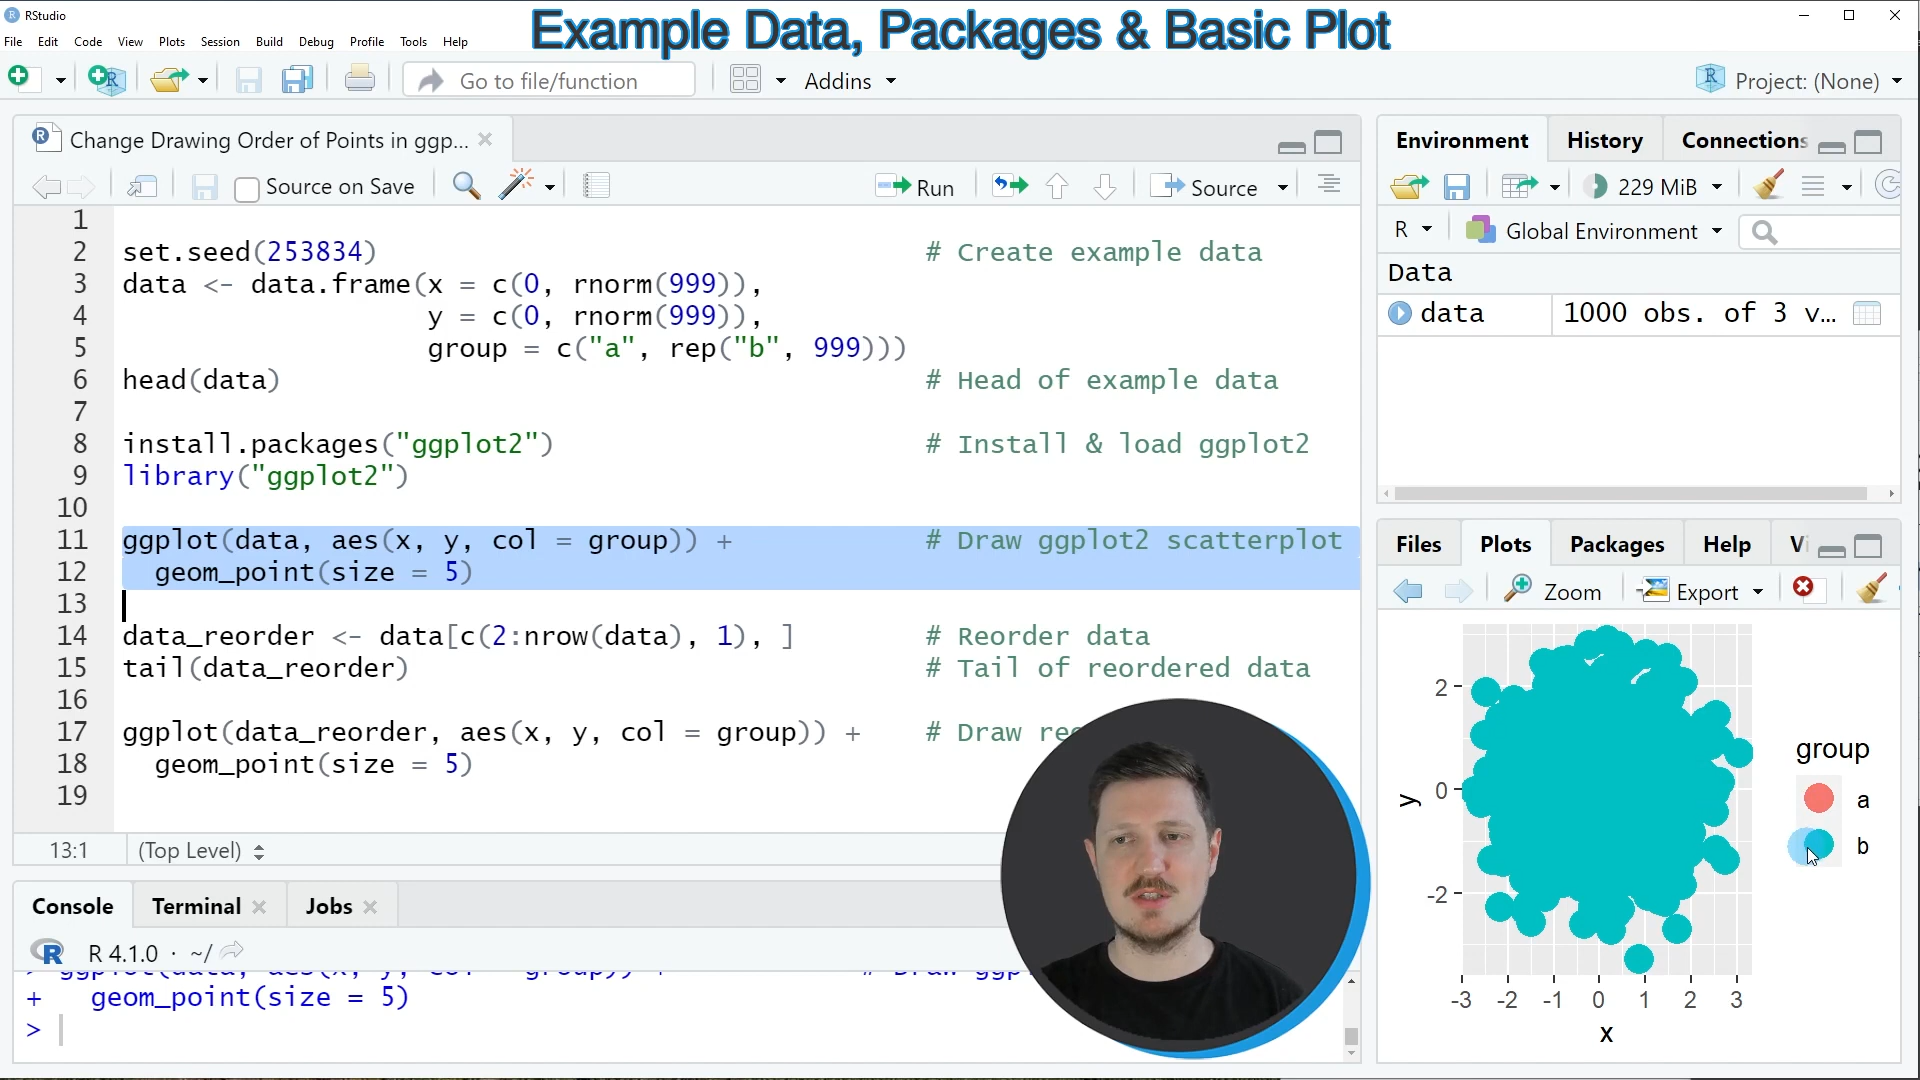 RStudio
Example Data, Packages & Basic Plot
File Edit Code View Plots Session Build Debug Profile Tools Help
Go to file/function
Addins
Project: (None)
Change Drawing Order of Points in ggp...
Source on Save
Run
Source
1
2 set.seed(253834) # Create example data
3 data <- data.frame(x = c(0, rnorm(999)),
4 y = c(0, rnorm(999)),
5 group = c("a", rep("b", 999)))
6 head(data) # Head of example data
7
8 install.packages("ggplot2") # Install & load ggplot2
9 library("ggplot2")
10
11 ggplot(data, aes(x, y, col = group)) + # Draw ggplot2 scatterplot
12 geom_point(size = 5)
13
14 data_reorder <- data[c(2:nrow(data), 1), ] # Reorder data
15 tail(data_reorder) # Tail of reordered data
16
17 ggplot(data_reorder, aes(x, y, col = group)) + # Draw
18 geom_point(size = 5)
19
13:1 (Top Level)
Console Terminal Jobs
R 4.1.0 · ~/
> ggplot(data, aes(x, y, col = group)) + # Draw
+ geom_point(size = 5)
>
Environment History Connections
229 MiB
R Global Environment
Data
data 1000 obs. of 3 v...
Files Plots Packages Help
Zoom Export
2
0
-2
y
-3 -2 -1 0 1 2 3
x
group
a
b